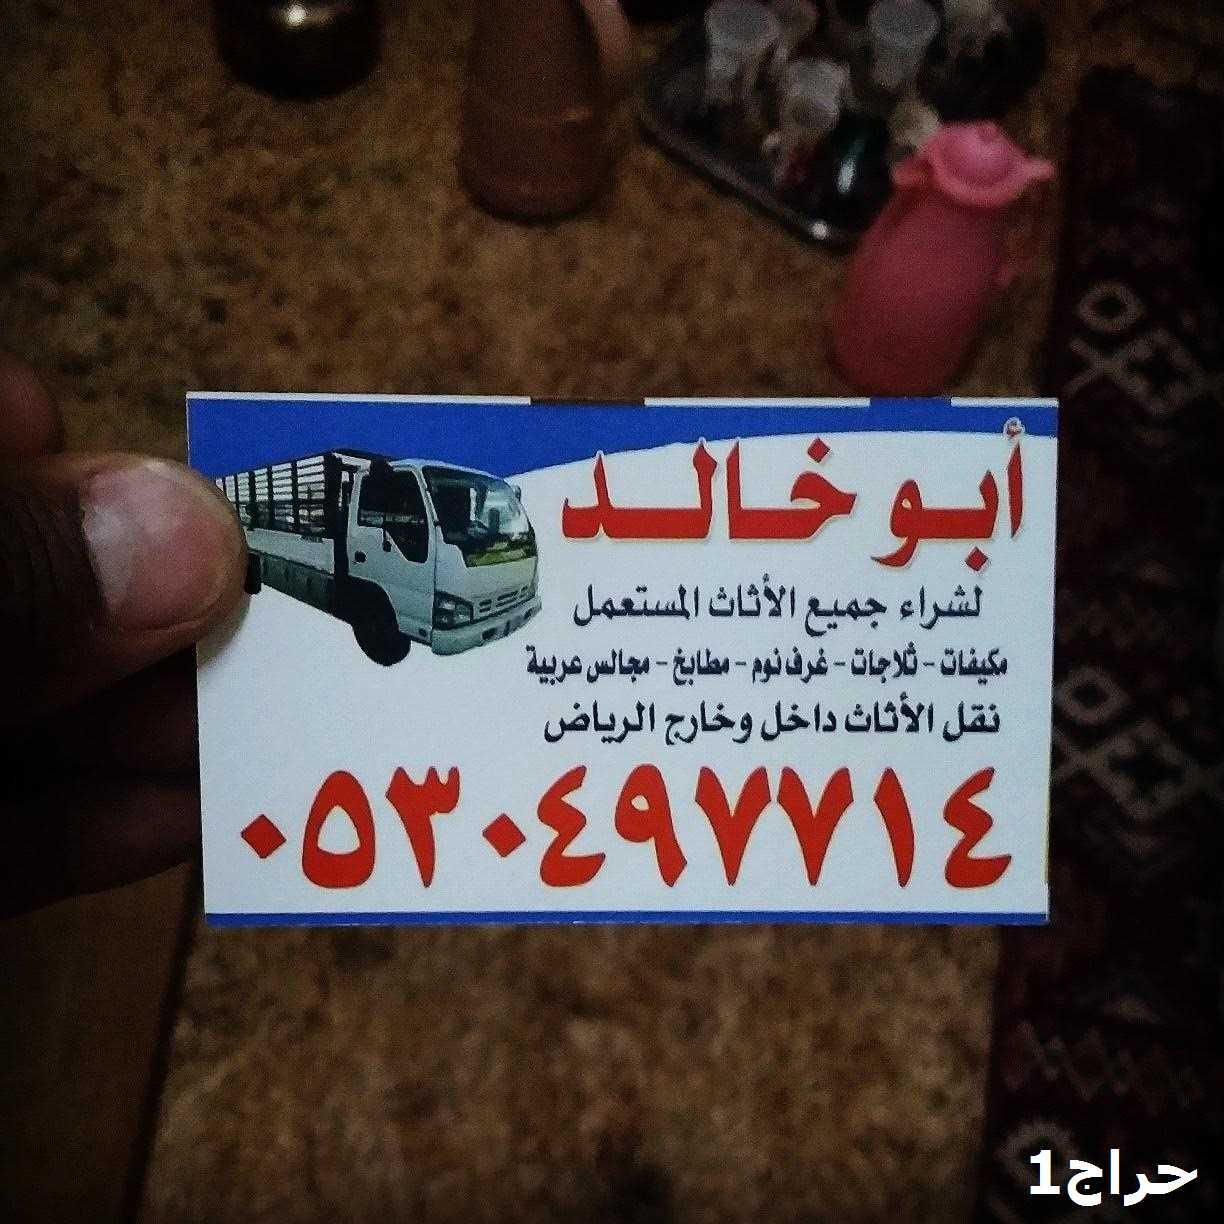 أبو خالد
لشراء جميع الأثاث المستعمل
مكيفات - ثلاجات - غرف نوم - مطابخ - مجالس عربية
نقل الأثاث داخل وخارج الرياض
٠٥٣٠٤٩٧٧١٤
حراج1